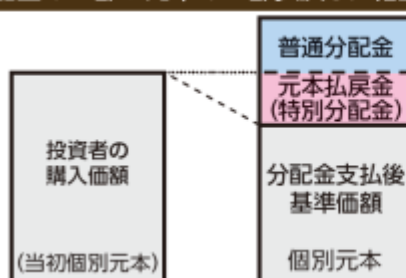 普通分配金
元本払戻金
(特別分配金)
投資者の
購入価額
(当初個別元本)
分配金支払後
基準価額
個別元本